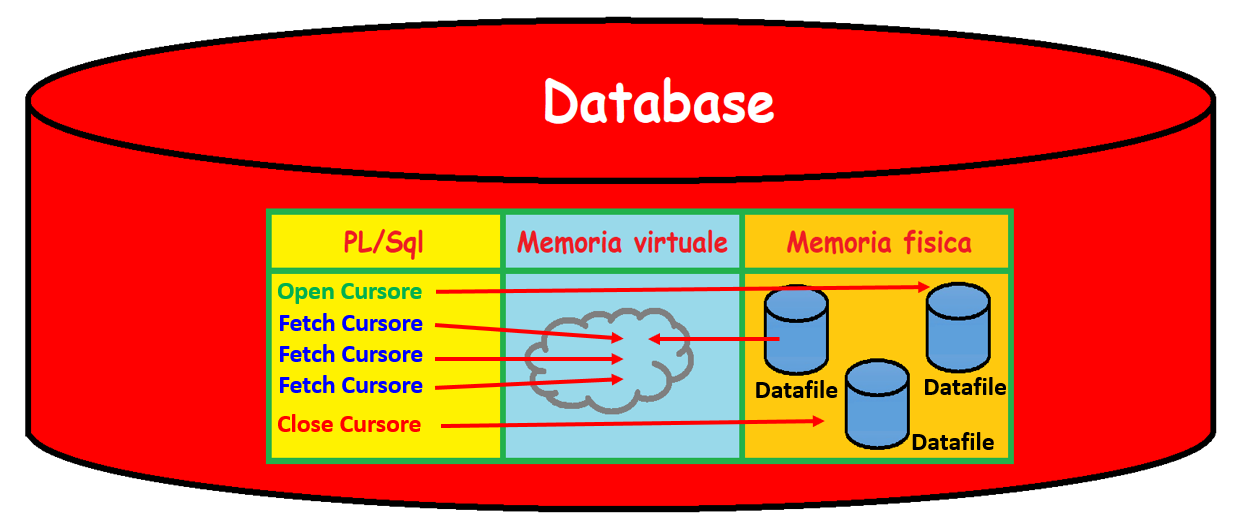 Database
PL/Sql
Memoria virtuale
Memoria fisica
Open Cursore
Fetch Cursore
Fetch Cursore
Fetch Cursore
Close Cursore
Datafile
Datafile
Datafile